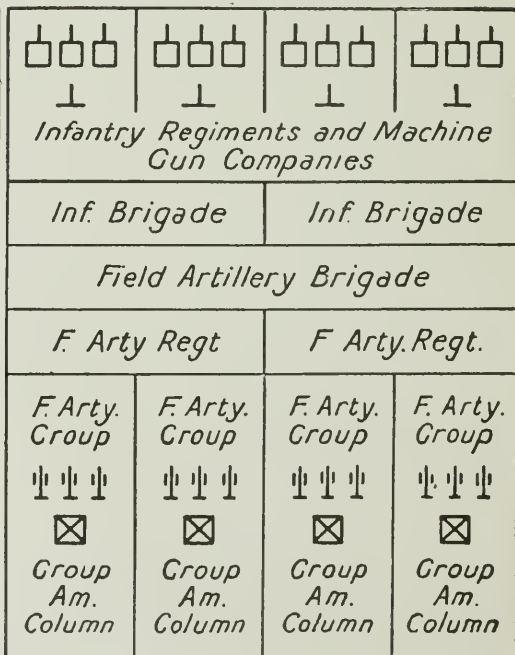 Infantry Regiments and Machine
Gun Companies
Inf. Brigade Inf. Brigade
Field Artillery Brigade
F. Arty Regt F. Arty. Regt.
F. Arty. F. Arty. F. Arty. F. Arty.
Group Group Group Group
Group Group Group Group
Am. Am. Am. Am.
Column Column Column Column